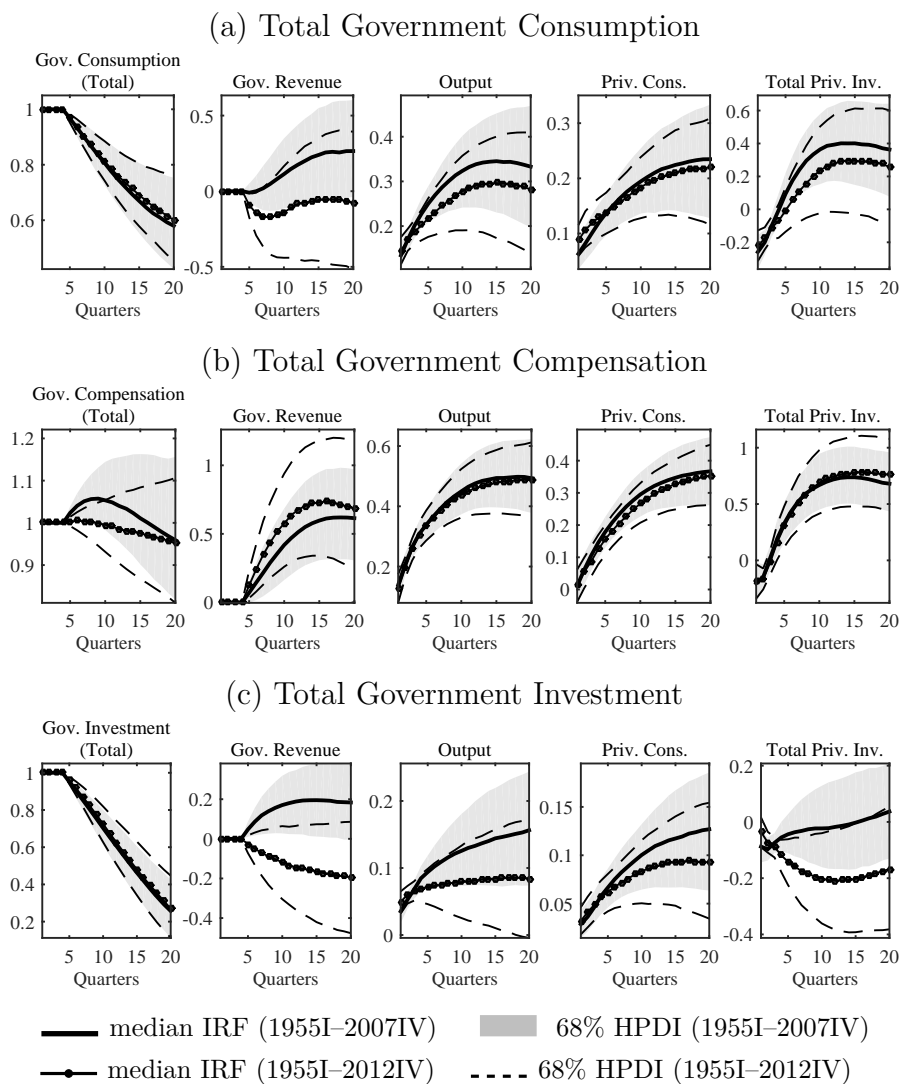 (a) Total Government Consumption
Gov. Consumption
(Total)
Gov. Revenue
Output
Priv. Cons.
Total Priv. Inv.
1
0.8
0.6
0.5
0
-0.5
0.4
0.3
0.2
0.3
0.2
0.1
0.6
0.4
0.2
0
-0.2
5 10 15 20
5 10 15 20
5 10 15 20
5 10 15 20
5 10 15 20
Quarters
Quarters
Quarters
Quarters
Quarters
(b) Total Government Compensation
Gov. Compensation
(Total)
Gov. Revenue
Output
Priv. Cons.
Total Priv. Inv.
1.2
1.1
1
0.9
1
0.5
0
0.6
0.4
0.2
0.4
0.3
0.2
0.1
0
1
0.5
0
5 10 15 20
5 10 15 20
5 10 15 20
5 10 15 20
5 10 15 20
Quarters
Quarters
Quarters
Quarters
Quarters
(c) Total Government Investment
Gov. Investment
(Total)
Gov. Revenue
Output
Priv. Cons.
Total Priv. Inv.
1
0.8
0.6
0.4
0.2
0.2
0
-0.2
-0.4
0.2
0.1
0
0.15
0.1
0.05
0.2
0
-0.2
-0.4
5 10 15 20
5 10 15 20
5 10 15 20
5 10 15 20
5 10 15 20
Quarters
Quarters
Quarters
Quarters
Quarters
median IRF (1955I–2007IV)
68% HPDI (1955I–2007IV)
median IRF (1955I–2012IV)
68% HPDI (1955I–2012IV)